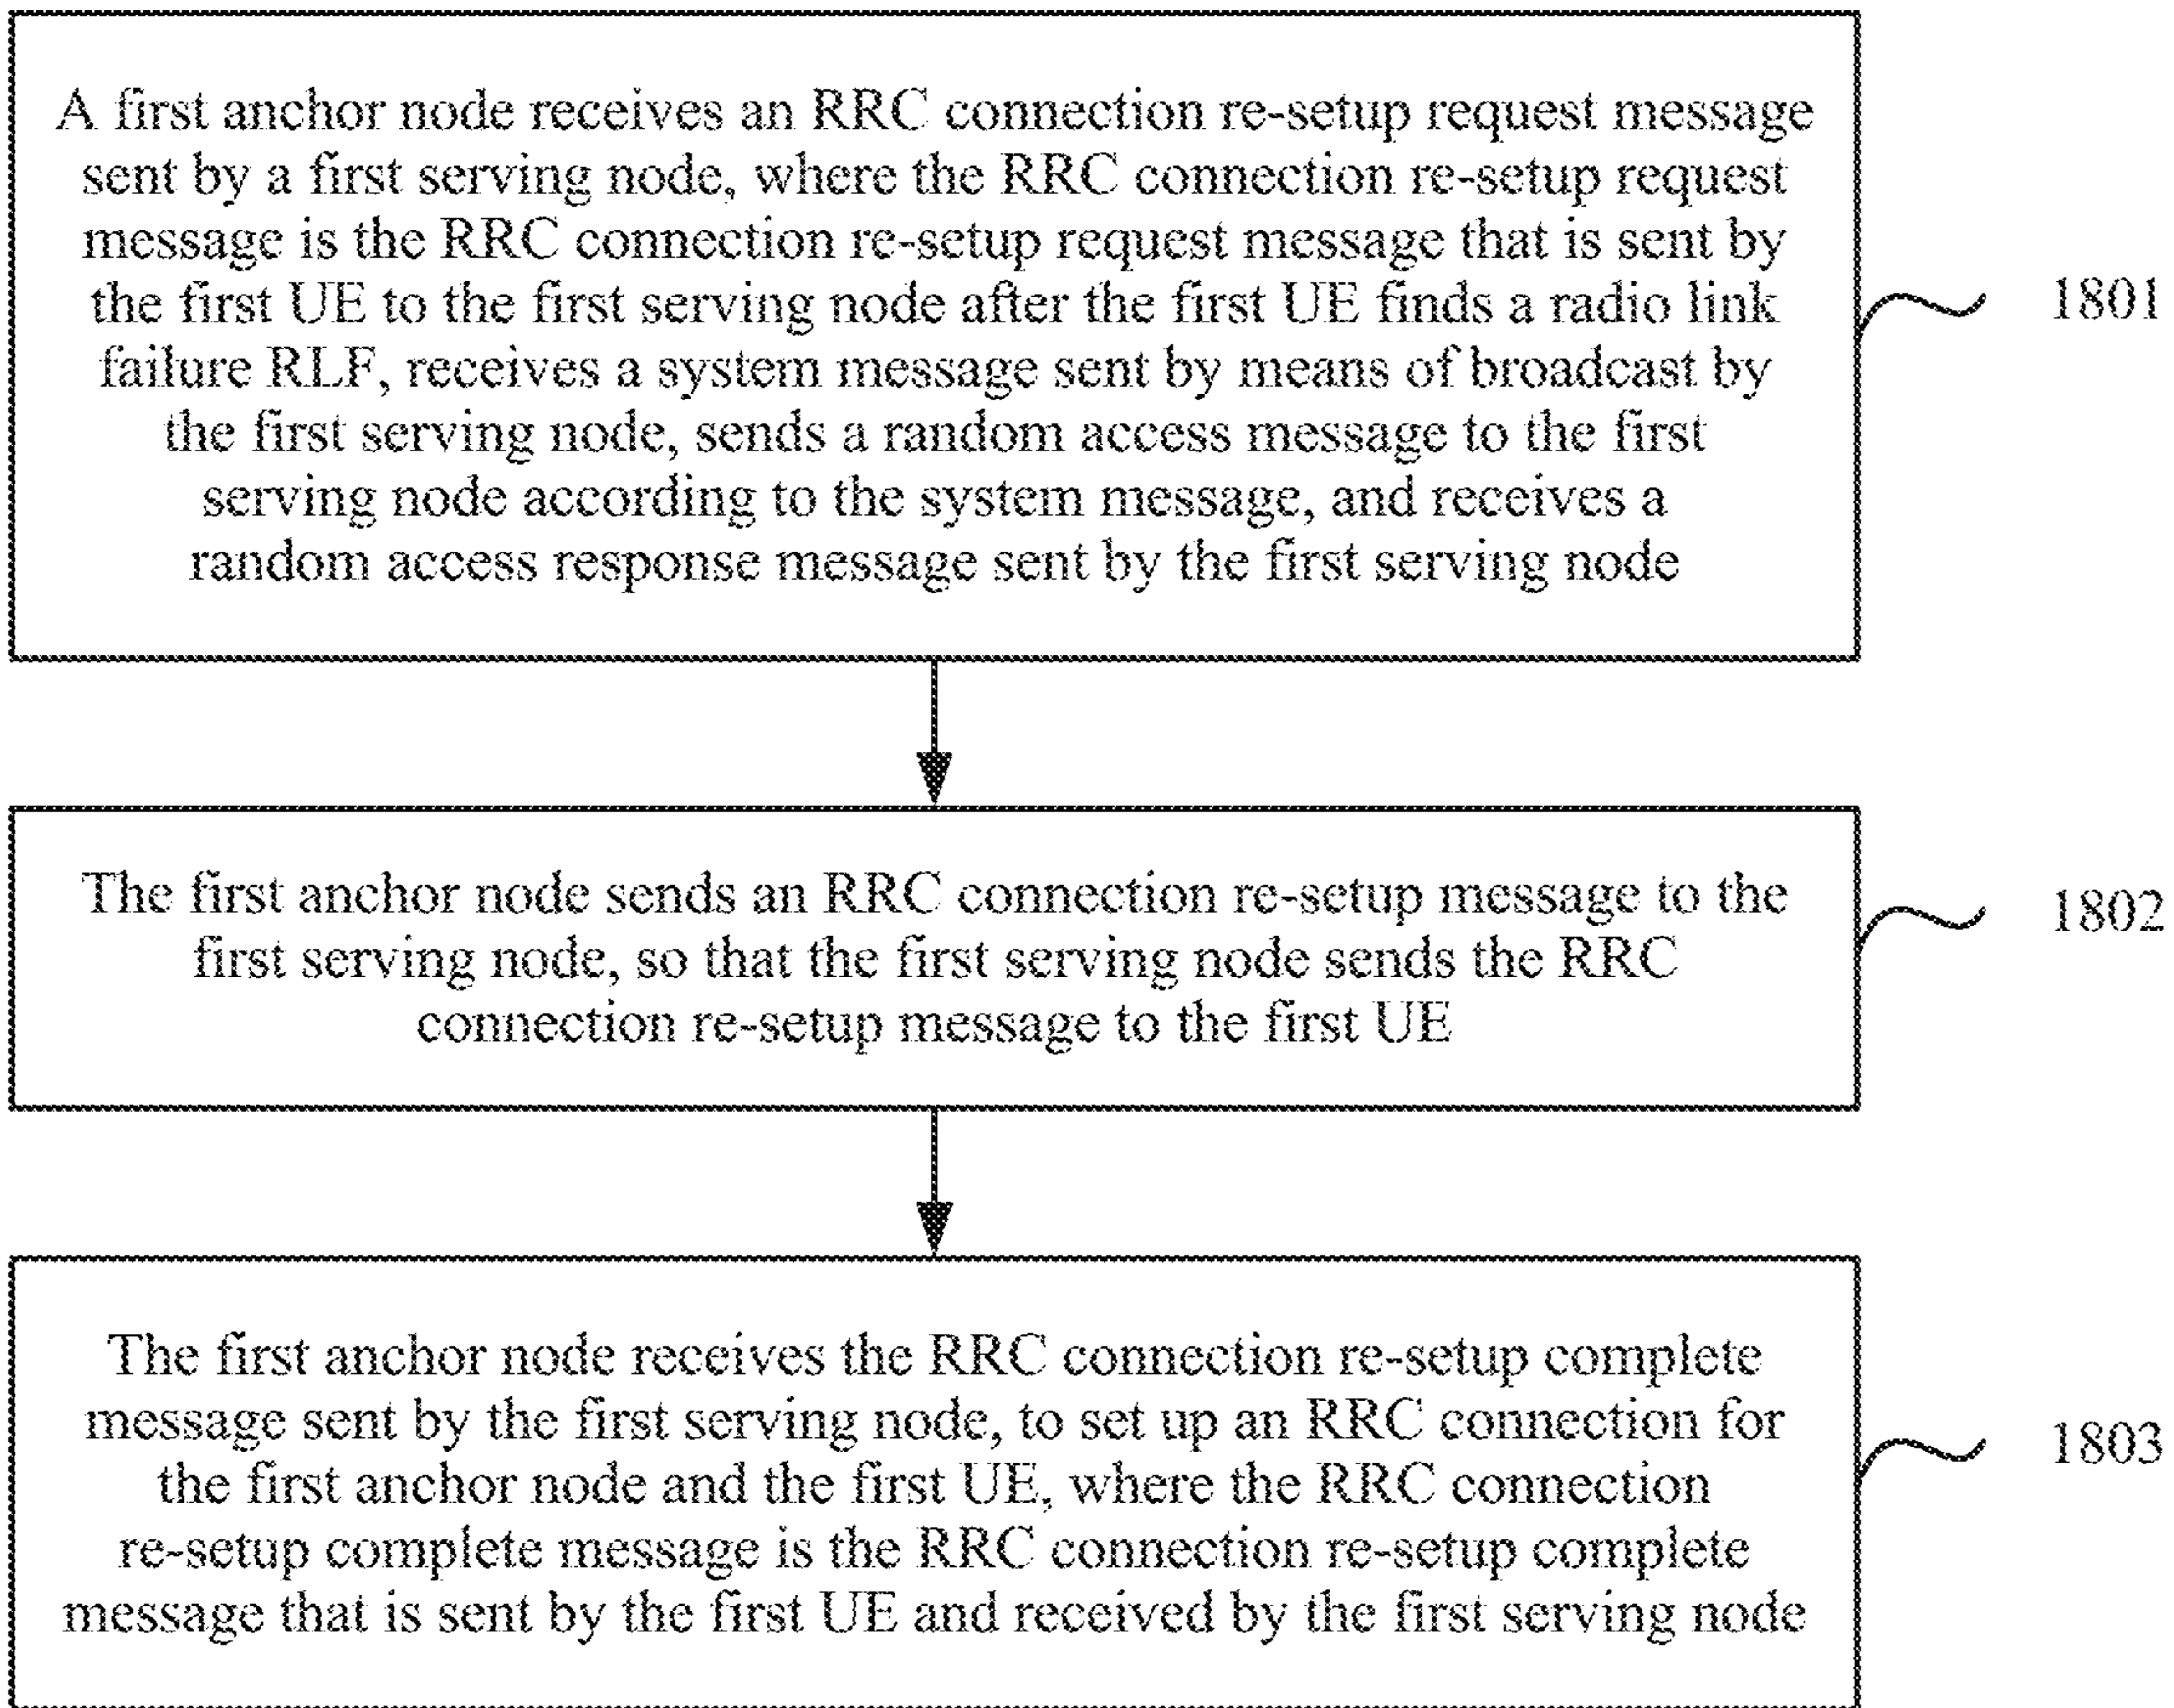 A first anchor node receives an RRC connection re-setup request message
sent by a first serving node, where the RRC connection re-setup request
message is the RRC connection re-setup request message that is sent by
the first UE to the first serving node after the first UE finds a radio link
failure RLF, receives a system message sent by means of broadcast by
the first serving node, sends a random access message to the first
serving node according to the system message, and receives a
random access response message sent by the first serving node
1801
The first anchor node sends an RRC connection re-setup message to the
first serving node, so that the first serving node sends the RRC
connection re-setup message to the first UE
1802
The first anchor node receives the RRC connection re-setup complete
message sent by the first serving node, to set up an RRC connection for
the first anchor node and the first UE, where the RRC connection
re-setup complete message is the RRC connection re-setup complete
message that is sent by the first UE and received by the first serving node
1803